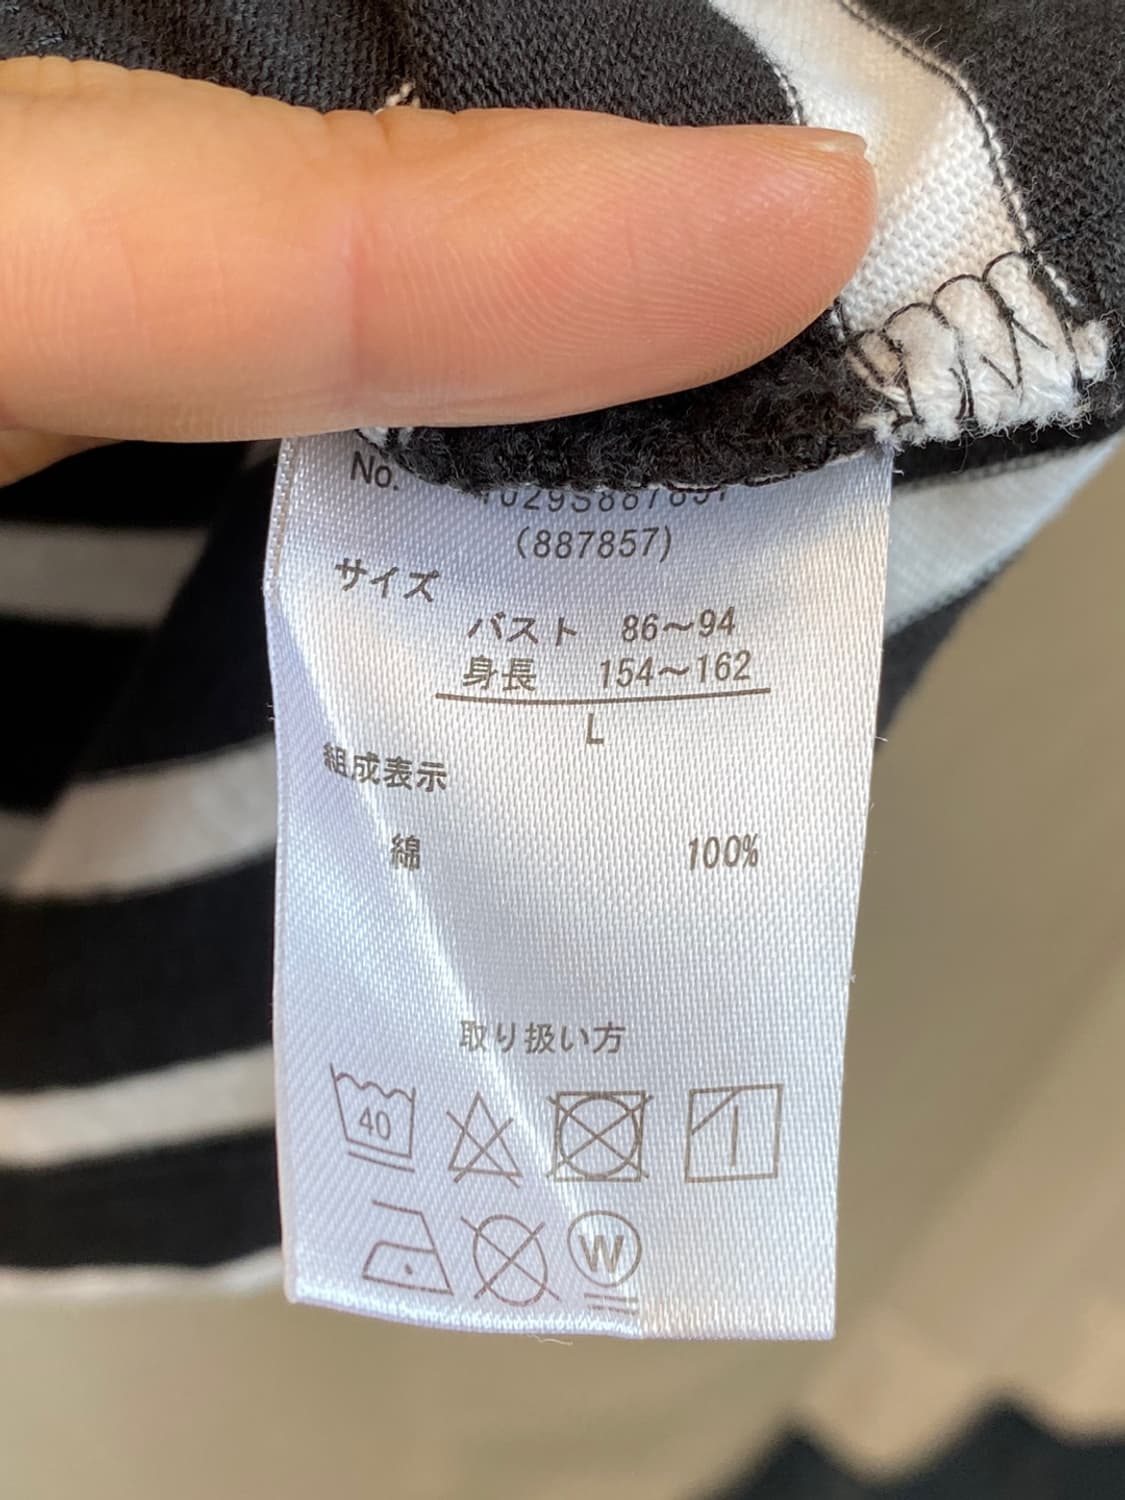 No.
(887857)
サイズ
バスト 86～94
身長 154～162
L
組成表示
綿 100%
取り扱い方
40
W